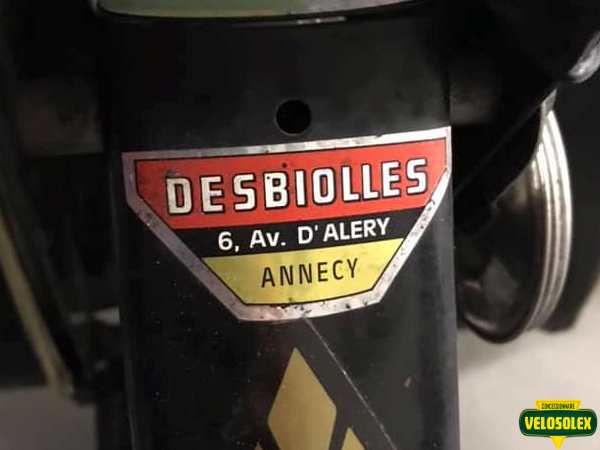 DESBIOLLES
6, Av. D'ALERY
ANNECY
CONCESSIONNAIRE
VELOSOLEX